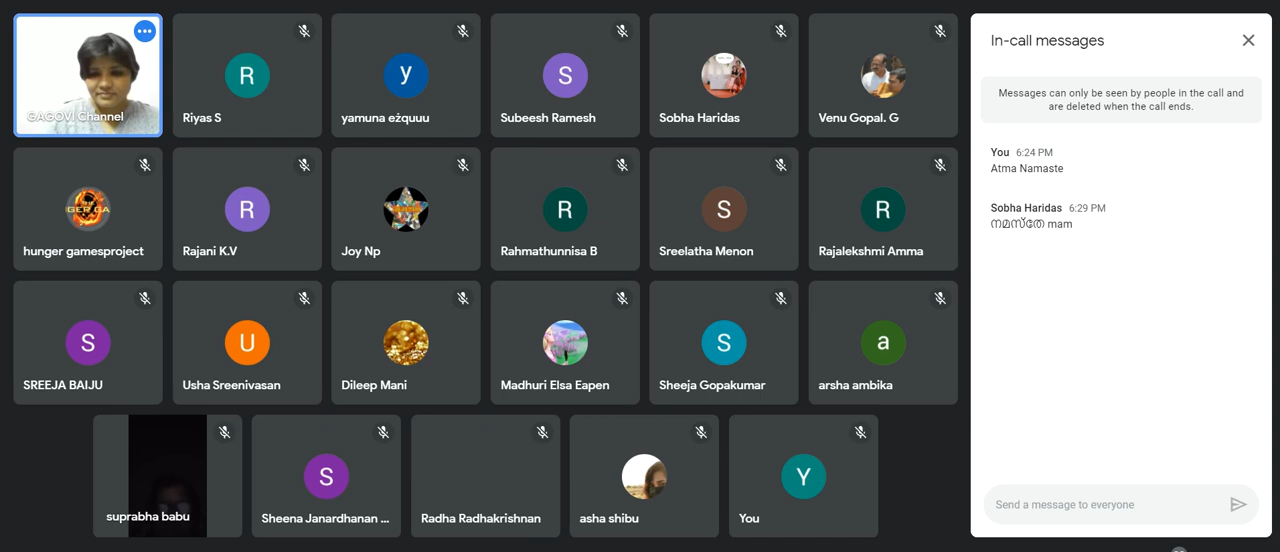 GAGOVI Channel
R
Riyas S
y
yamuna eżquuu
S
Subeesh Ramesh
Sobha Haridas
Venu Gopal. G
GER GA
hunger gamesproject
R
Rajani K.V
Joy Np
R
Rahmathunnisa B
S
Sreelatha Menon
R
Rajalekshmi Amma
S
SREEJA BAIJU
U
Usha Sreenivasan
Dileep Mani
Madhuri Elsa Eapen
S
Sheeja Gopakumar
a
arsha ambika
suprabha babu
S
Sheena Janardhanan ...
Radha Radhakrishnan
asha shibu
Y
You
In-call messages
Messages can only be seen by people in the call and
are deleted when the call ends.
You 6:24 PM
Atma Namaste
Sobha Haridas 6:29 PM
നമസ്തേ mam
Send a message to everyone